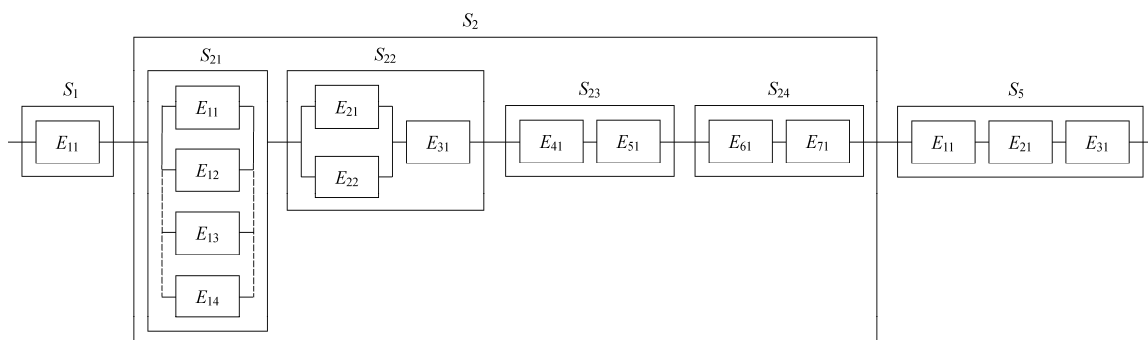 S₂
S₂₁
S₂₂
S₁
S₂₃
S₂₄
S₅
E₁₁
E₁₁
E₁₂
E₁₃
E₁₄
E₂₁
E₂₂
E₃₁
E₄₁
E₅₁
E₆₁
E₇₁
E₁₁
E₂₁
E₃₁